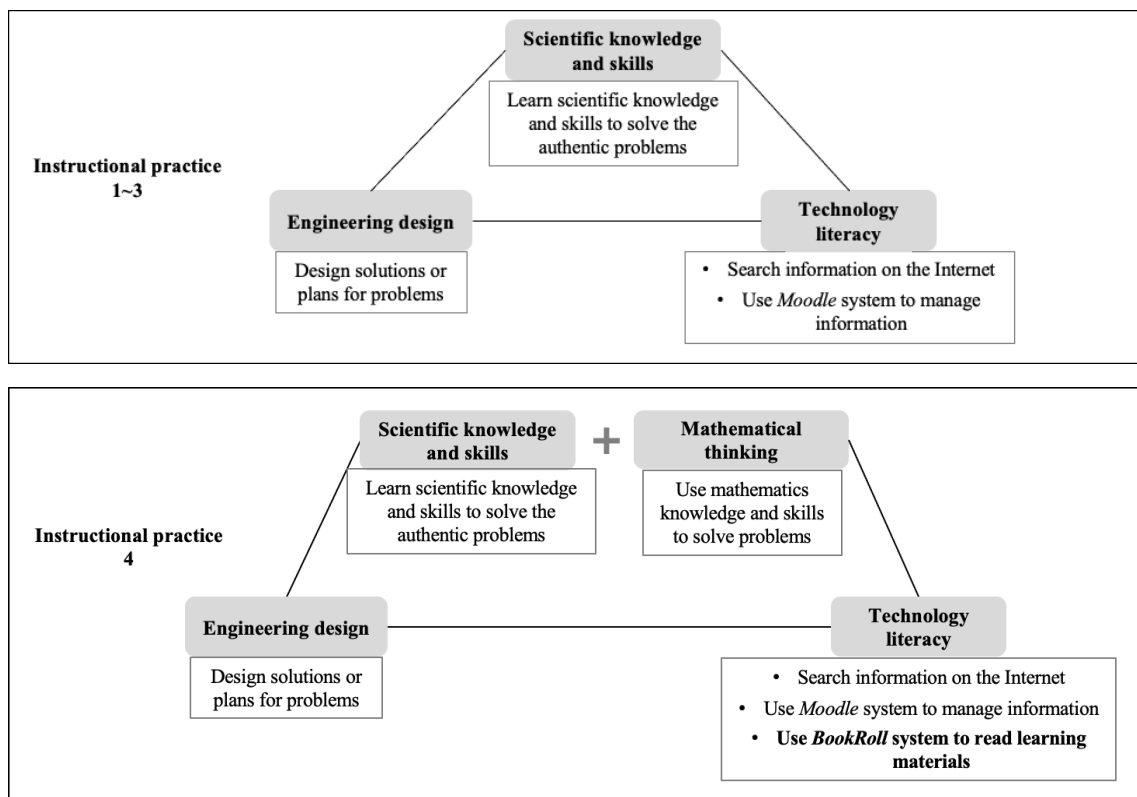 Scientific knowledge
and skills
Learn scientific knowledge
and skills to solve the
authentic problems
Instructional practice
1~3
Engineering design
Design solutions or
plans for problems
Technology
literacy
• Search information on the Internet
• Use Moodle system to manage
information
Scientific knowledge
and skills
Learn scientific knowledge
and skills to solve the
authentic problems
+
Mathematical
thinking
Use mathematics
knowledge and skills
to solve problems
Instructional practice
4
Engineering design
Design solutions or
plans for problems
Technology
literacy
• Search information on the Internet
• Use Moodle system to manage information
• Use BookRoll system to read learning
materials